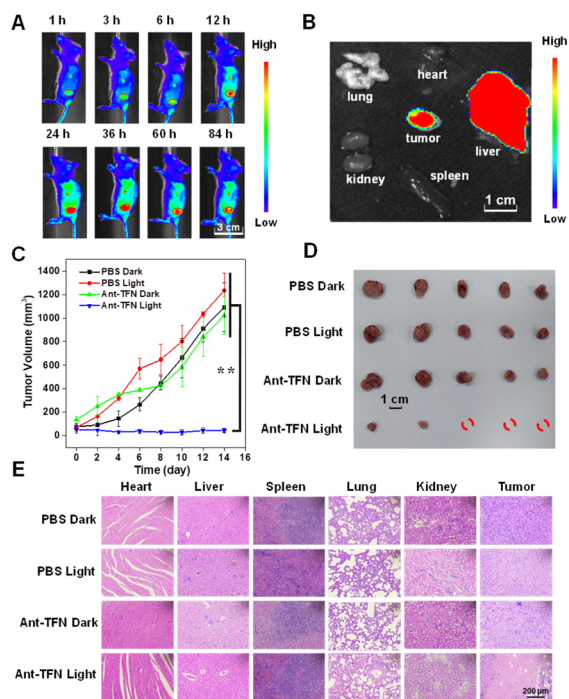 A
1 h 3 h 6 h 12 h
24 h 36 h 60 h 84 h
3 cm
High
Low
B
lung
heart
tumor
liver
kidney
spleen
1 cm
High
Low
C
Tumor Volume (mm3)
1400
1200
1000
800
600
400
200
0
PBS Dark
PBS Light
Ant-TFN Dark
Ant-TFN Light
**
0 2 4 6 8 10 12 14 16
Time (day)
D
PBS Dark
PBS Light
Ant-TFN Dark
1 cm
Ant-TFN Light
E
Heart Liver Spleen Lung Kidney Tumor
PBS Dark
PBS Light
Ant-TFN Dark
Ant-TFN Light
200 μm